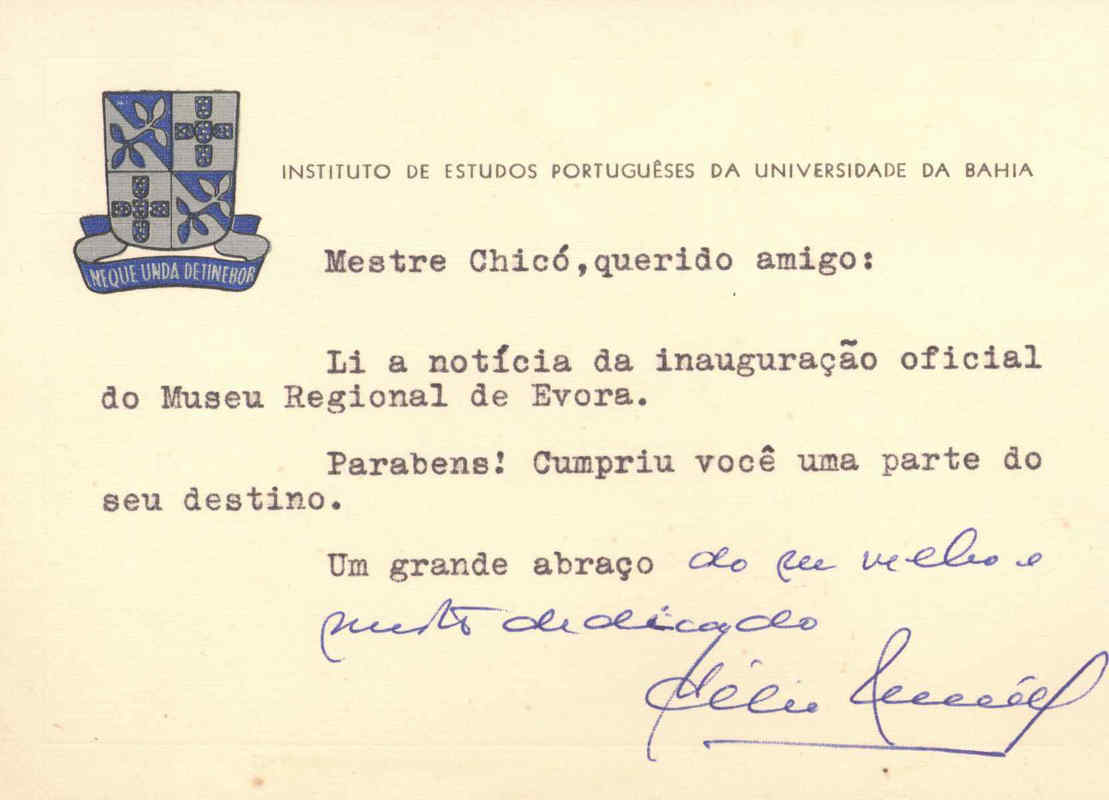 INSTITUTO DE ESTUDOS PORTUGUÊSES DA UNIVERSIDADE DA BAHIA
NEQUE UNDA DETINEBOR
Mestre Chicó,querido amigo:
Li a notícia da inauguração oficial
do Museu Regional de Evora.
Parabens! Cumpriu você uma parte do
seu destino.
Um grande abraço do seu velho e
muito dedicado
Hélio Simões